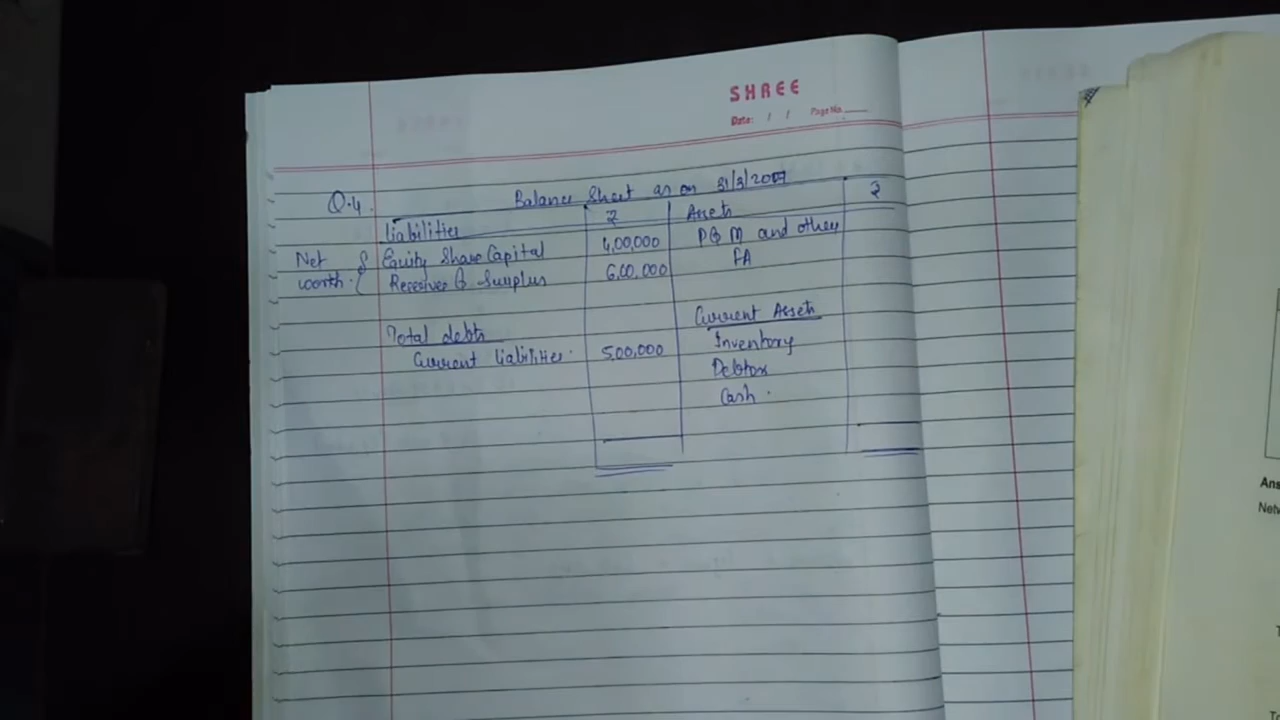 SHREE
Date: / / Page No.
Q.4. Balance Sheet as on 31/3/2007
Liabilities ₹ Assets ₹
Net worth. { Equity Share Capital 4,00,000 P&M and other
Reserves & Surplus 6,00,000 FA
Total debts Current Assets
Current liabilities. 5,00,000 Inventory
Debtors
Cash.
Ans
Netw